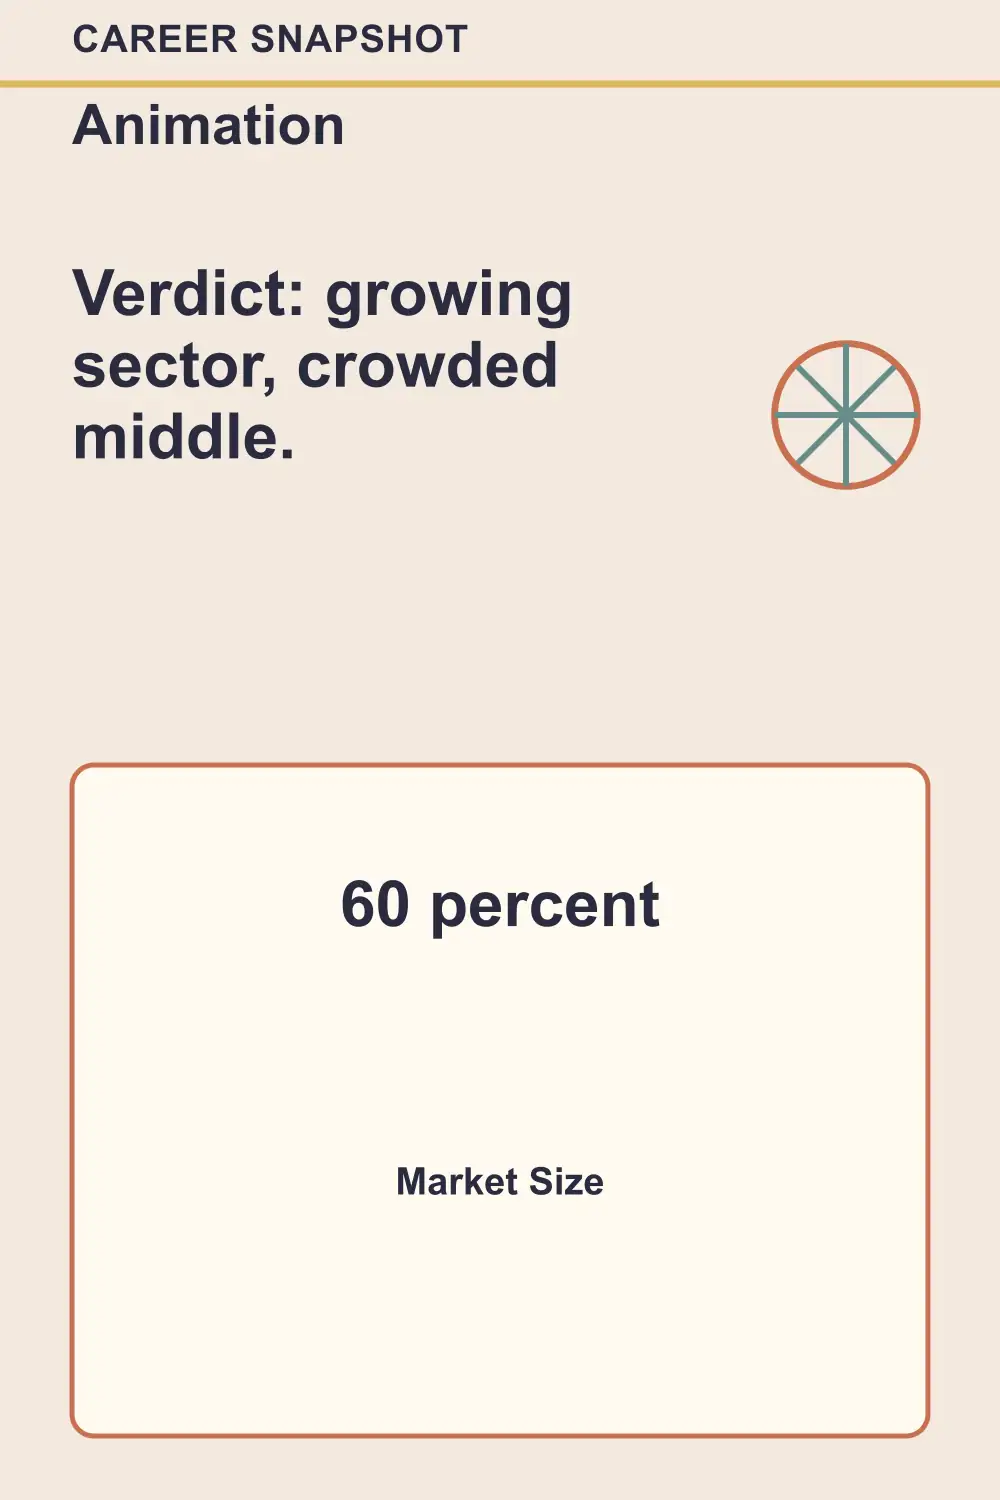 CAREER SNAPSHOT
Animation
Verdict: growing
sector, crowded
middle.
60 percent
Market Size